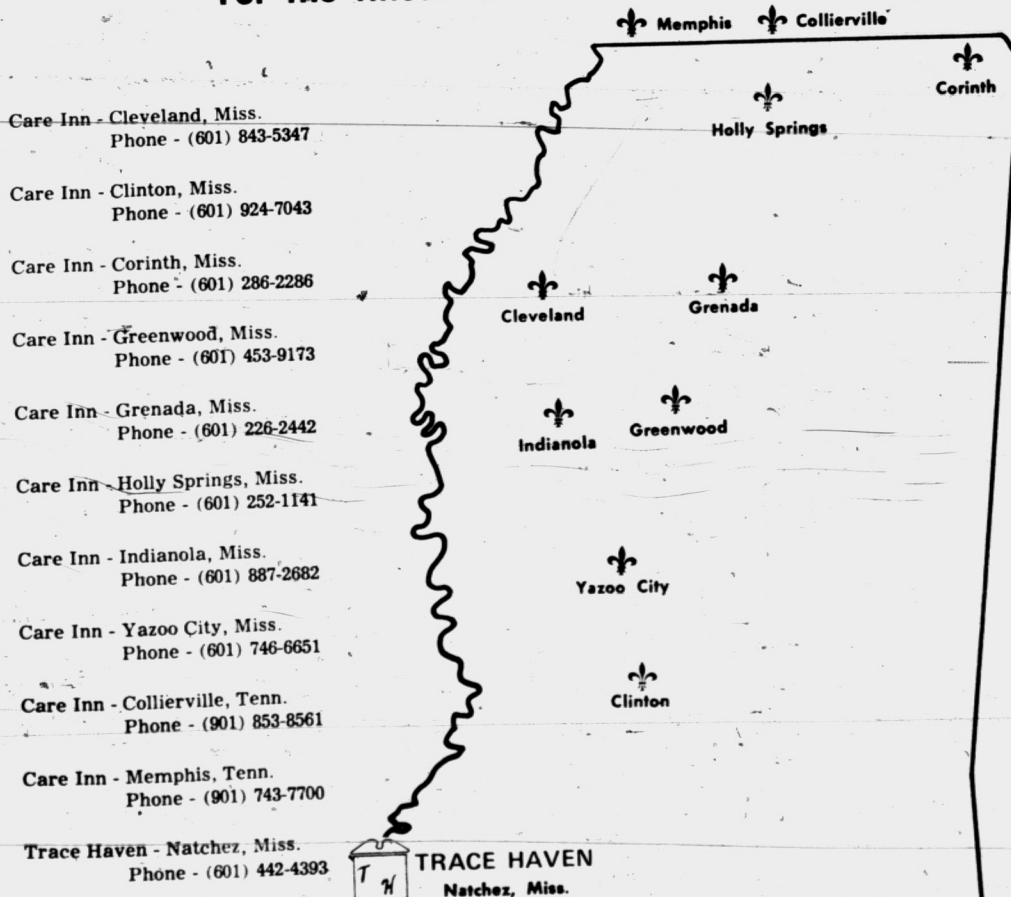 Care Inn - Cleveland, Miss.
Phone - (601) 843-5347
Care Inn - Clinton, Miss.
Phone - (601) 924-7043
Care Inn - Corinth, Miss.
Phone - (601) 286-2286
Care Inn - Greenwood, Miss.
Phone - (601) 453-9173
Care Inn - Grenada, Miss.
Phone - (601) 226-2442
Care Inn - Holly Springs, Miss.
Phone - (601) 252-1141
Care Inn - Indianola, Miss.
Phone - (601) 887-2682
Care Inn - Yazoo City, Miss.
Phone - (601) 746-6651
Care Inn - Collierville, Tenn.
Phone - (901) 853-8561
Care Inn - Memphis, Tenn.
Phone - (901) 743-7700
Trace Haven - Natchez, Miss.
Phone - (601) 442-4393
Memphis
Collierville
Corinth
Holly Springs
Cleveland
Grenada
Indianola
Greenwood
Yazoo City
Clinton
T H
TRACE HAVEN
Natchez, Miss.